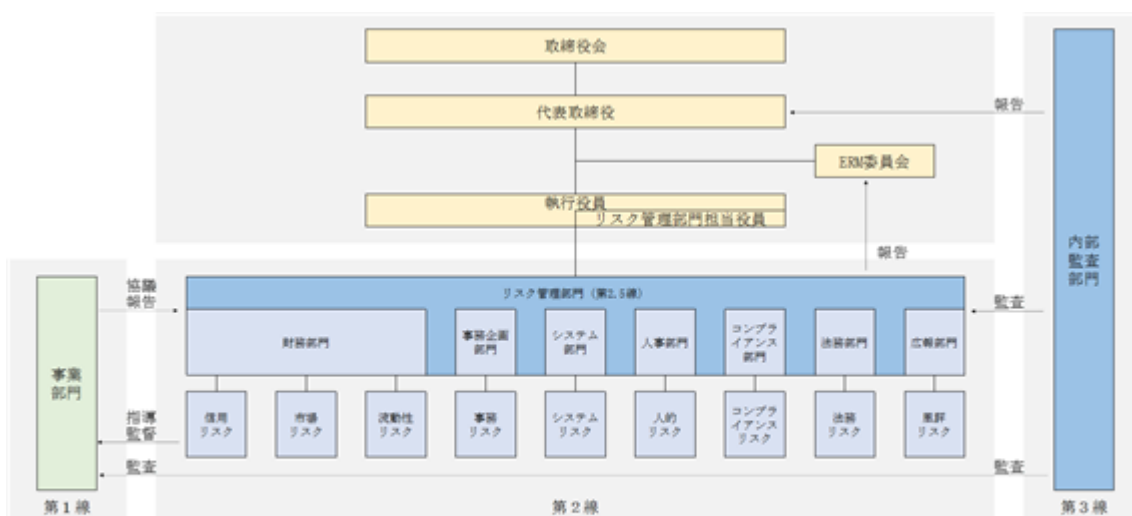 取締役会
代表取締役
報告
ERM委員会
執行役員
リスク管理部門担当役員
報告
内部
監査
部門
協議
報告
リスク管理部門（第2.5線）
監査
財務部門
事務企画
部門
システム
部門
人事部門
コンプラ
イアンス
部門
法務部門
広報部門
事業
部門
信用
リスク
市場
リスク
流動性
リスク
事務
リスク
システム
リスク
人的
リスク
コンプラ
イアンス
リスク
法務
リスク
風評
リスク
指導
監督
監査
監査
第1線
第2線
第3線